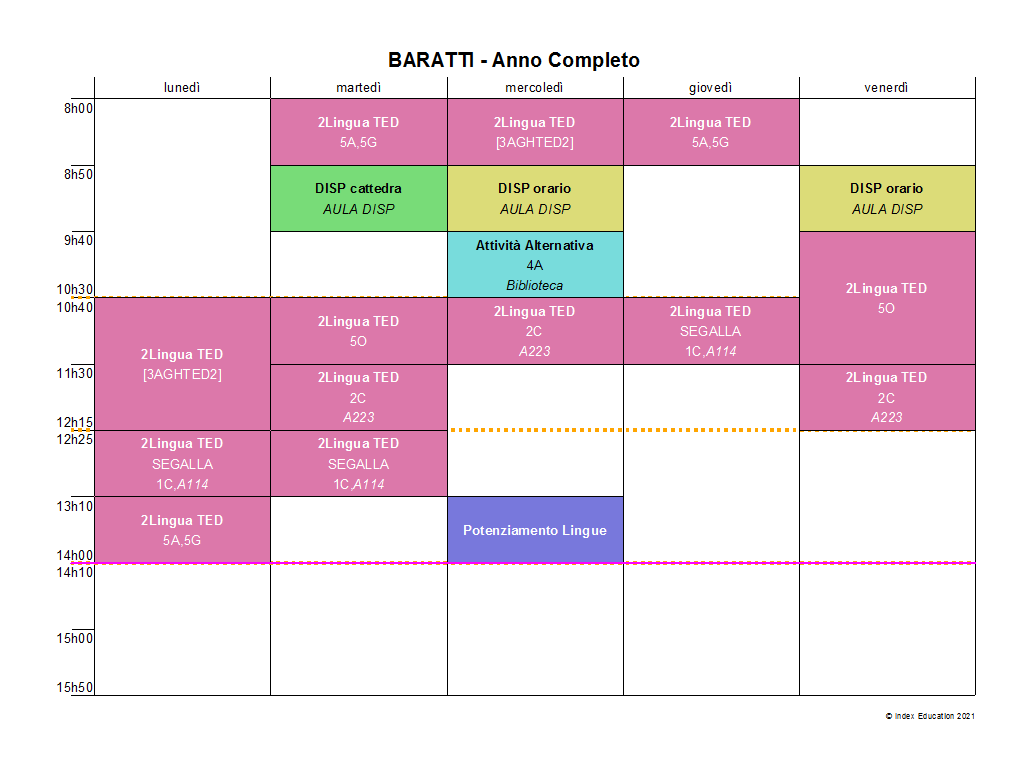 BARATTI - Anno Completo
lunedì martedì mercoledì giovedì venerdì
8h00
2Lingua TED
5A,5G
2Lingua TED
[3AGHTED2]
2Lingua TED
5A,5G
8h50
DISP cattedra
AULA DISP
DISP orario
AULA DISP
DISP orario
AULA DISP
9h40
Attività Alternativa
4A
Biblioteca
2Lingua TED
5O
10h30
10h40
2Lingua TED
[3AGHTED2]
2Lingua TED
5O
2Lingua TED
2C
A223
2Lingua TED
SEGALLA
1C,A114
11h30
2Lingua TED
2C
A223
2Lingua TED
2C
A223
12h15
12h25
2Lingua TED
SEGALLA
1C,A114
2Lingua TED
SEGALLA
1C,A114
13h10
2Lingua TED
5A,5G
Potenziamento Lingue
14h00
14h10
15h00
15h50
© Index Education 2021